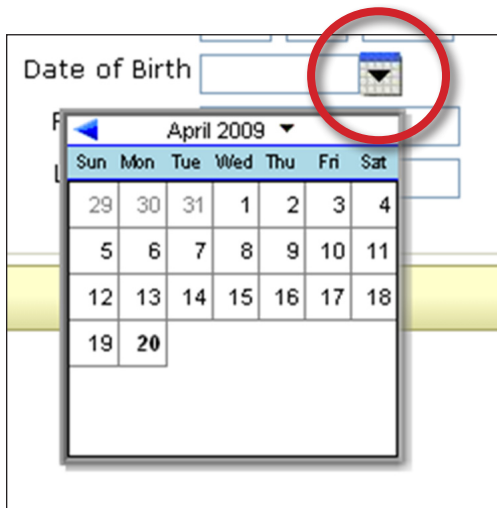 Date of Birth
April 2009
Sun Mon Tue Wed Thu Fri Sat
29 30 31 1 2 3 4
5 6 7 8 9 10 11
12 13 14 15 16 17 18
19 20